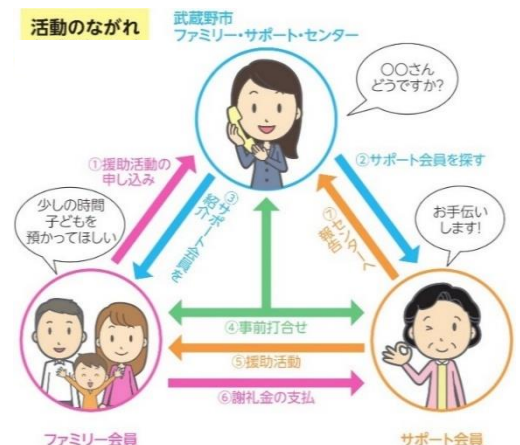 活動のながれ
武蔵野市
ファミリー・サポート・センター
〇〇さん
どうですか?
①援助活動の
申し込み
②サポート会員を探す
③サポート会員を
紹介
⑦センターへ
報告
少しの時間
子どもを
預かってほしい
お手伝い
します!
④事前打合せ
⑤援助活動
⑥謝礼金の支払
ファミリー会員
サポート会員